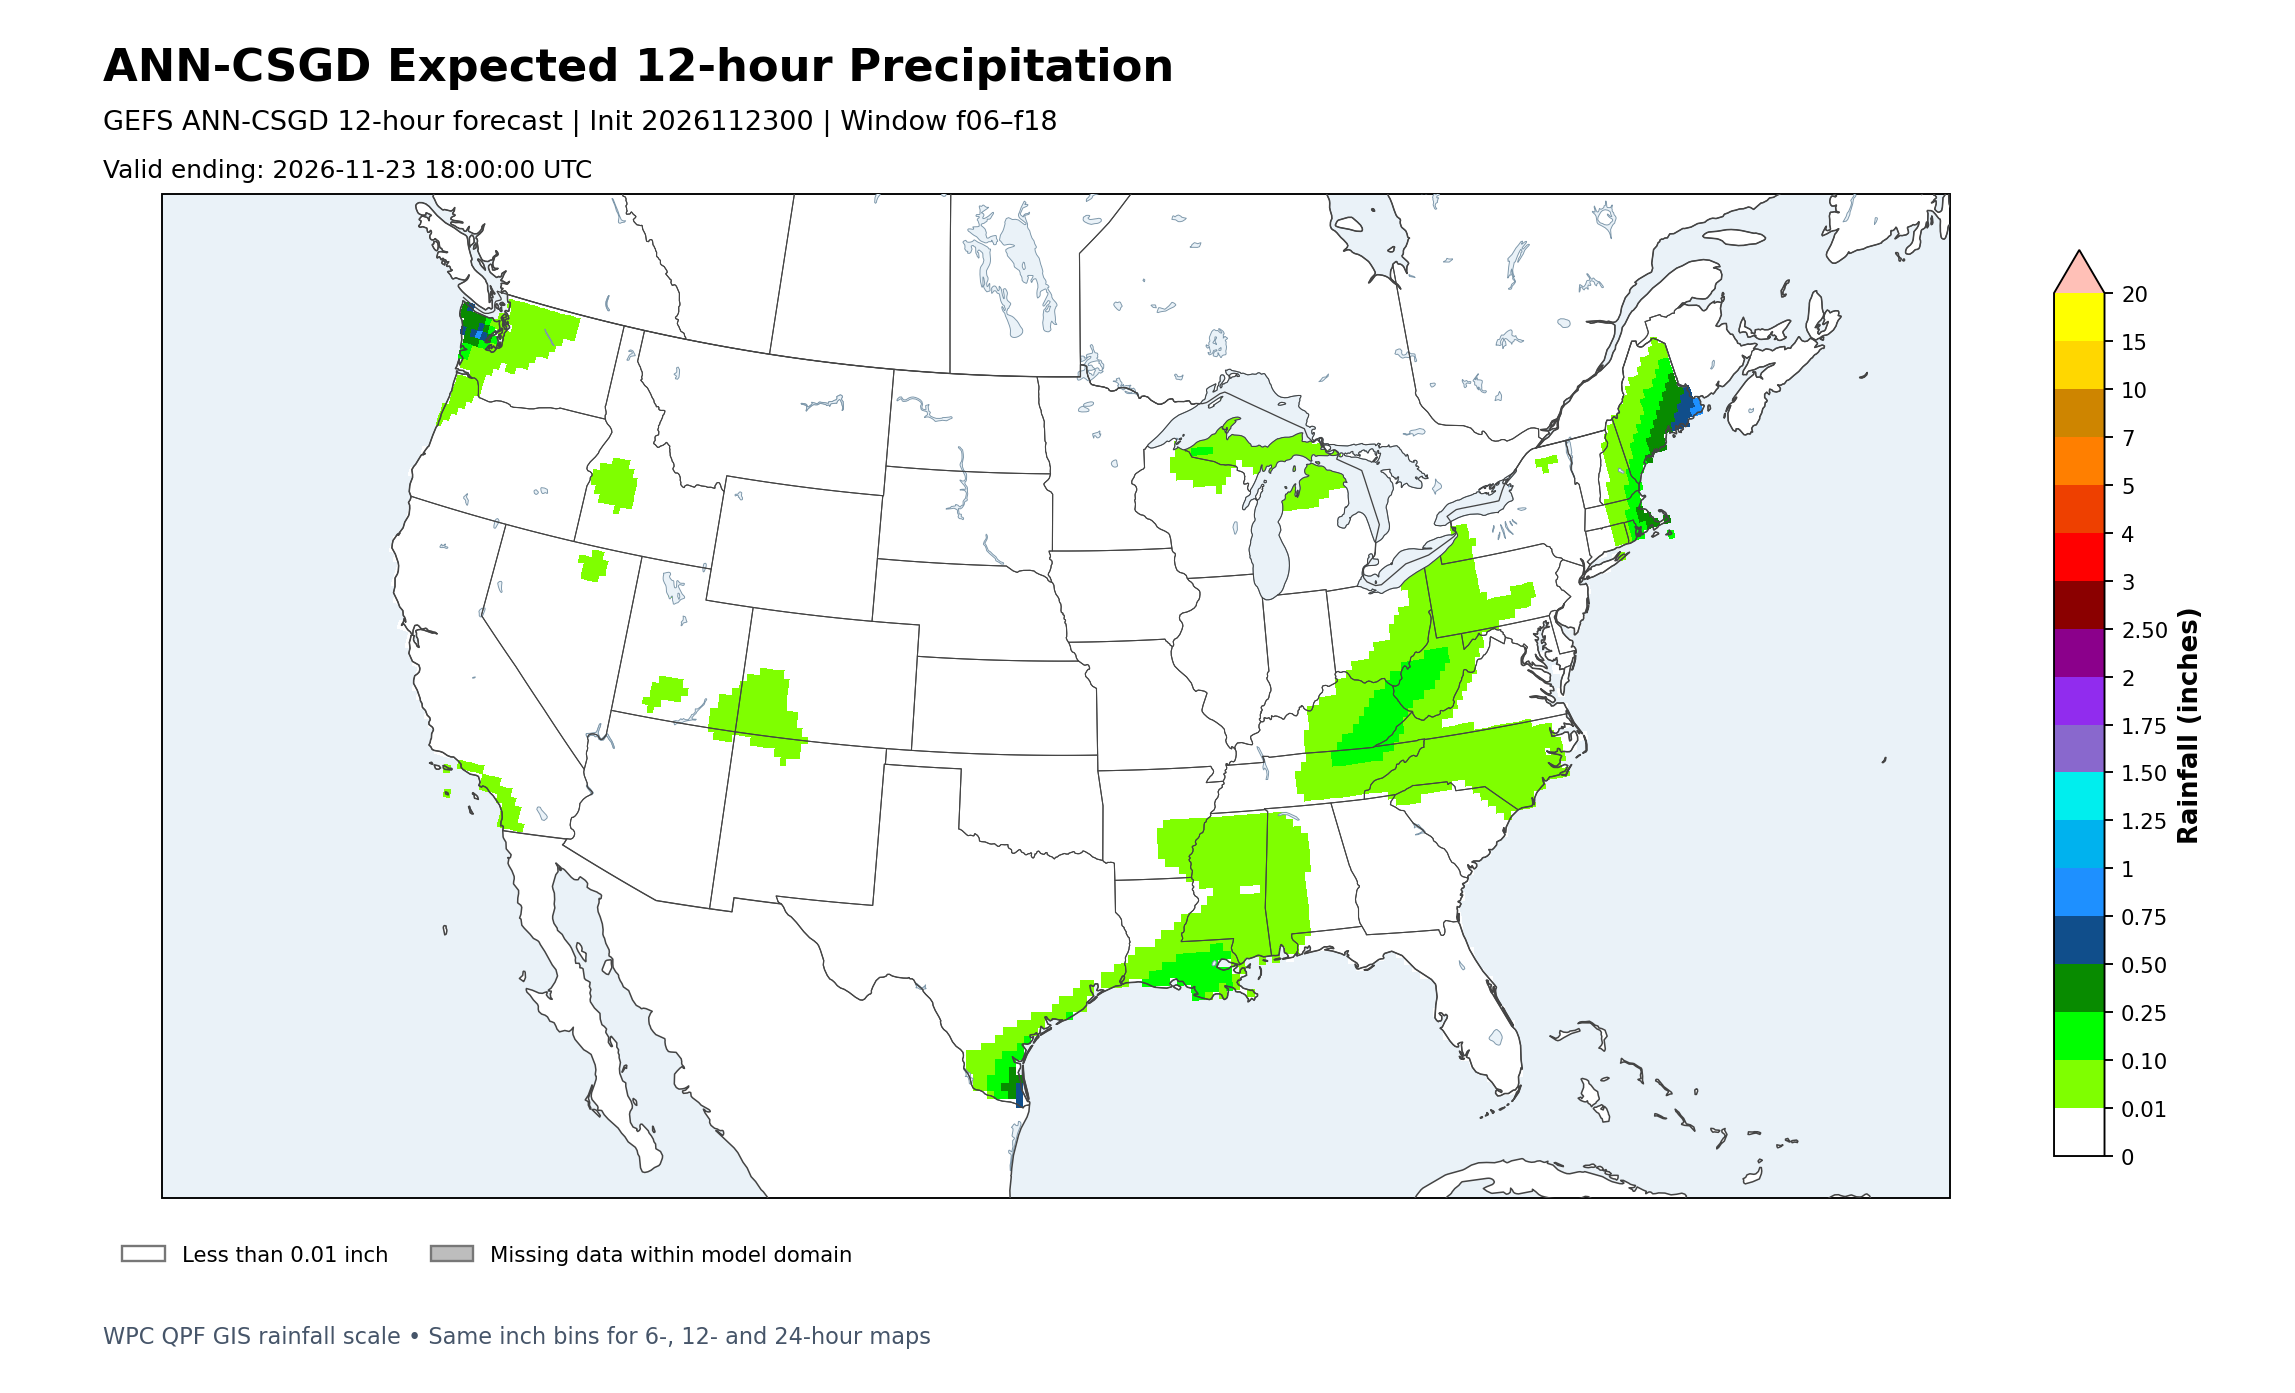 ANN-CSGD Expected 12-hour Precipitation
GEFS ANN-CSGD 12-hour forecast | Init 2026112300 | Window f06–f18
Valid ending: 2026-11-23 18:00:00 UTC
20
15
10
7
5
4
3
2.50
2
1.75
1.50
1.25
1
0.75
0.50
0.25
0.10
0.01
0
Rainfall (inches)
Less than 0.01 inch
Missing data within model domain
WPC QPF GIS rainfall scale • Same inch bins for 6-, 12- and 24-hour maps